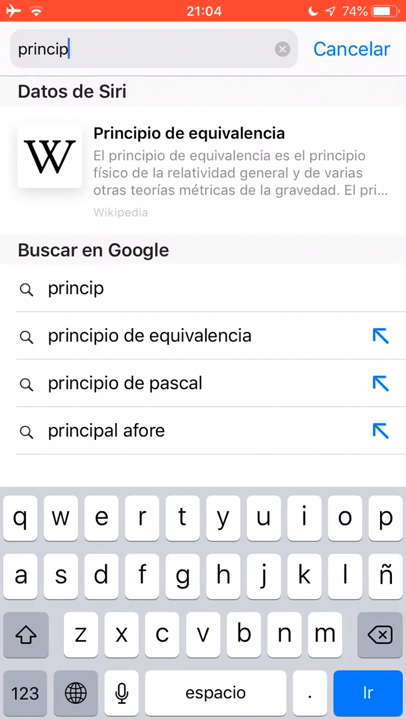 21:04
74%
princip
Cancelar
Datos de Siri
W
Principio de equivalencia
El principio de equivalencia es el principio
físico de la relatividad general y de varias
otras teorías métricas de la gravedad. El pri...
Wikipedia
Buscar en Google
princip
principio de equivalencia
principio de pascal
principal afore
q w e r t y u i o p
a s d f g h j k l ñ
z x c v b n m
123
espacio
.
Ir